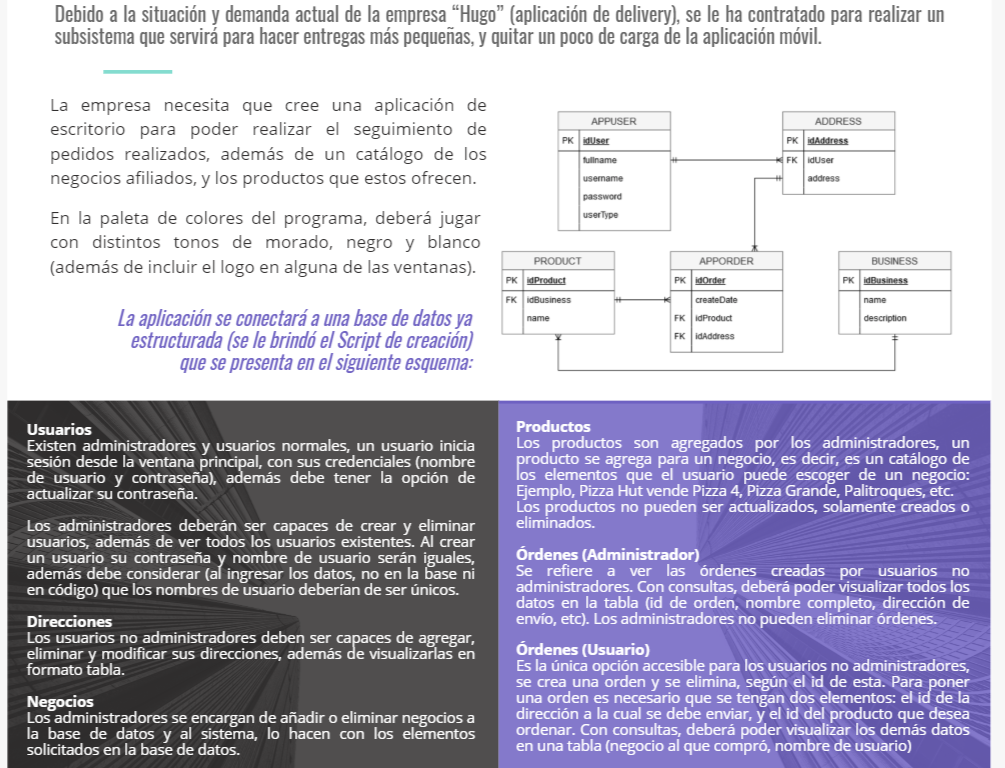 Debido a la situación y demanda actual de la empresa “Hugo” (aplicación de delivery), se le ha contratado para realizar un
subsistema que servirá para hacer entregas más pequeñas, y quitar un poco de carga de la aplicación móvil.
La empresa necesita que cree una aplicación de
escritorio para poder realizar el seguimiento de
pedidos realizados, además de un catálogo de los
negocios afiliados, y los productos que estos ofrecen.
En la paleta de colores del programa, deberá jugar
con distintos tonos de morado, negro y blanco
(además de incluir el logo en alguna de las ventanas).
La aplicación se conectará a una base de datos ya
estructurada (se le brindó el Script de creación)
que se presenta en el siguiente esquema:
APPUSER
PK idUser
fullname
username
password
userType
ADDRESS
PK idAddress
FK idUser
address
PRODUCT
PK idProduct
FK idBusiness
name
APPORDER
PK idOrder
createDate
FK idProduct
FK idAddress
BUSINESS
PK idBusiness
name
description
Usuarios
Existen administradores y usuarios normales, un usuario inicia
sesión desde la ventana principal, con sus credenciales (nombre
de usuario y contraseña), además debe tener la opción de
actualizar su contraseña.
Los administradores deberán ser capaces de crear y eliminar
usuarios, además de ver todos los usuarios existentes. Al crear
un usuario su contraseña y nombre de usuario serán iguales,
además debe considerar (al ingresar los datos, no en la base ni
en código) que los nombres de usuario deberían de ser únicos.
Direcciones
Los usuarios no administradores deben ser capaces de agregar,
eliminar y modificar sus direcciones, además de visualizarlas en
formato tabla.
Negocios
Los administradores se encargan de añadir o eliminar negocios a
la base de datos y al sistema, lo hacen con los elementos
solicitados en la base de datos.
Productos
Los productos son agregados por los administradores, un
producto se agrega para un negocio, es decir, es un catálogo de
los elementos que el usuario puede escoger de un negocio:
Ejemplo, Pizza Hut vende Pizza 4, Pizza Grande, Palitroques, etc.
Los productos no pueden ser actualizados, solamente creados o
eliminados.
Órdenes (Administrador)
Se refiere a ver las órdenes creadas por usuarios no
administradores. Con consultas, deberá poder visualizar todos los
datos en la tabla (id de orden, nombre completo, dirección de
envío, etc). Los administradores no pueden eliminar órdenes.
Órdenes (Usuario)
Es la única opción accesible para los usuarios no administradores,
se crea una orden y se elimina, según el id de esta. Para poner
una orden es necesario que se tengan dos elementos: el id de la
dirección a la cual se debe enviar, y el id del producto que desea
ordenar. Con consultas, deberá poder visualizar los demás datos
en una tabla (negocio al que compró, nombre de usuario)